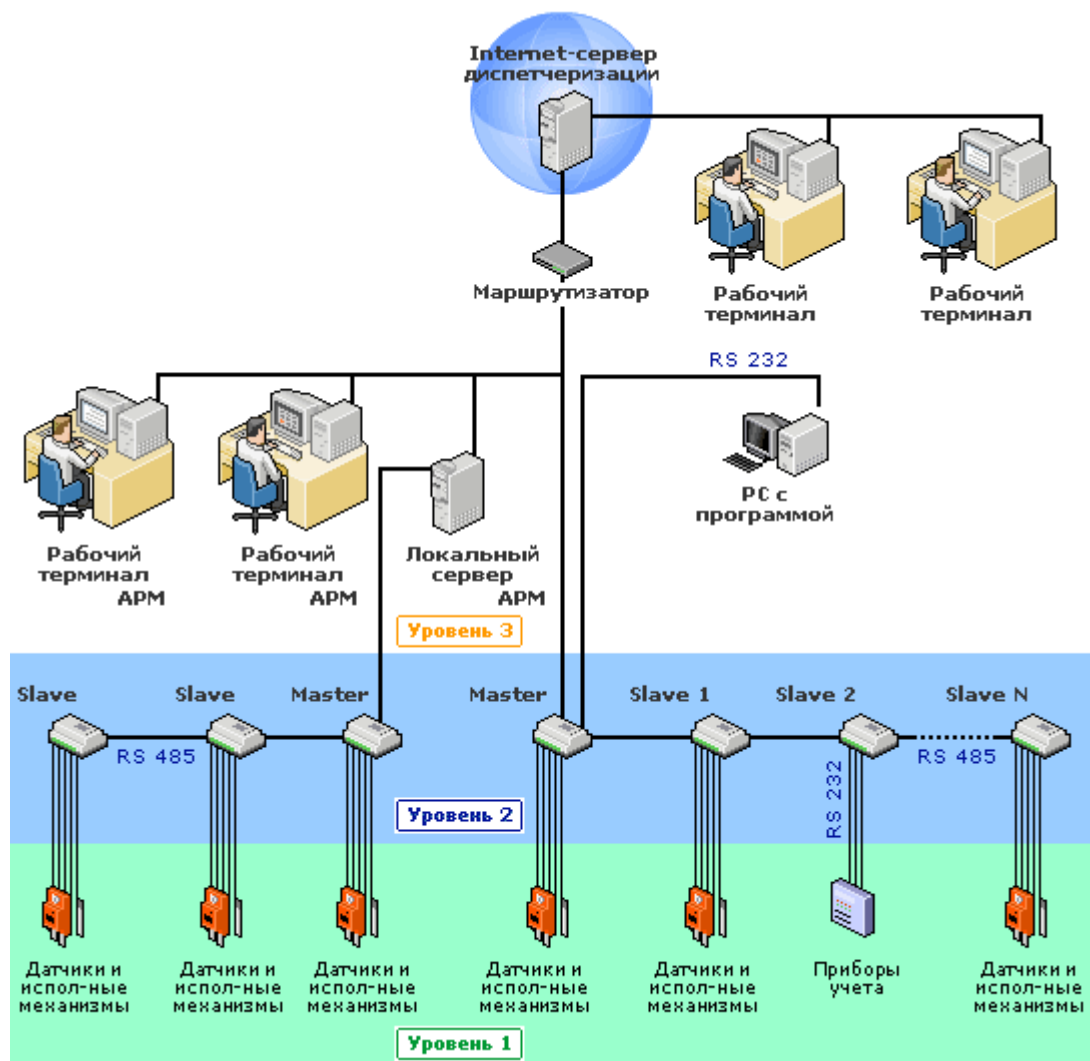 Internet-сервер
диспетчеризации
Маршрутизатор
Рабочий
терминал
Рабочий
терминал
RS 232
PC с
программой
Рабочий
терминал
АРМ
Рабочий
терминал
АРМ
Локальный
сервер
АРМ
Уровень 3
Slave
Slave
Master
Master
Slave 1
Slave 2
Slave N
RS 485
RS 485
RS 232
Уровень 2
Датчики и
испол-ные
механизмы
Датчики и
испол-ные
механизмы
Датчики и
испол-ные
механизмы
Датчики и
испол-ные
механизмы
Датчики и
испол-ные
механизмы
Приборы
учета
Датчики и
испол-ные
механизмы
Уровень 1